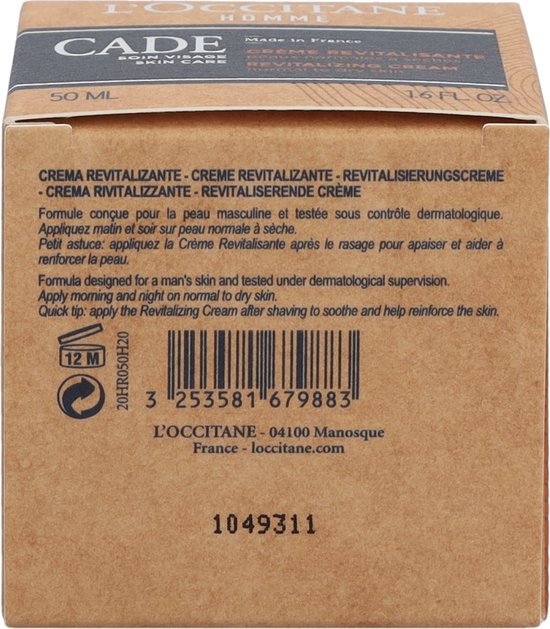 L'OCCITANE
HOMME
CADE
SOIN VISAGE
SKIN CARE
Made in France
CRÈME REVITALISANTE
REVITALIZING CREAM
50 ML
1.6 FL. OZ.
CREMA REVITALIZANTE - CREME REVITALIZANTE - REVITALISIERUNGSCREME
- CREMA RIVITALIZZANTE - REVITALISERENDE CRÈME
Formule conçue pour la peau masculine et testée sous contrôle dermatologique.
Appliquez matin et soir sur peau normale à sèche.
Petit astuce: appliquez la Crème Revitalisante après le rasage pour apaiser et aider à
renforcer la peau.
Formula designed for a man's skin and tested under dermatological supervision.
Apply morning and night on normal to dry skin.
Quick tip: apply the Revitalizing Cream after shaving to soothe and help reinforce the skin.
12 M
20HR050H20
3 253581 679883
L'OCCITANE - 04100 Manosque
France - loccitane.com
1049311